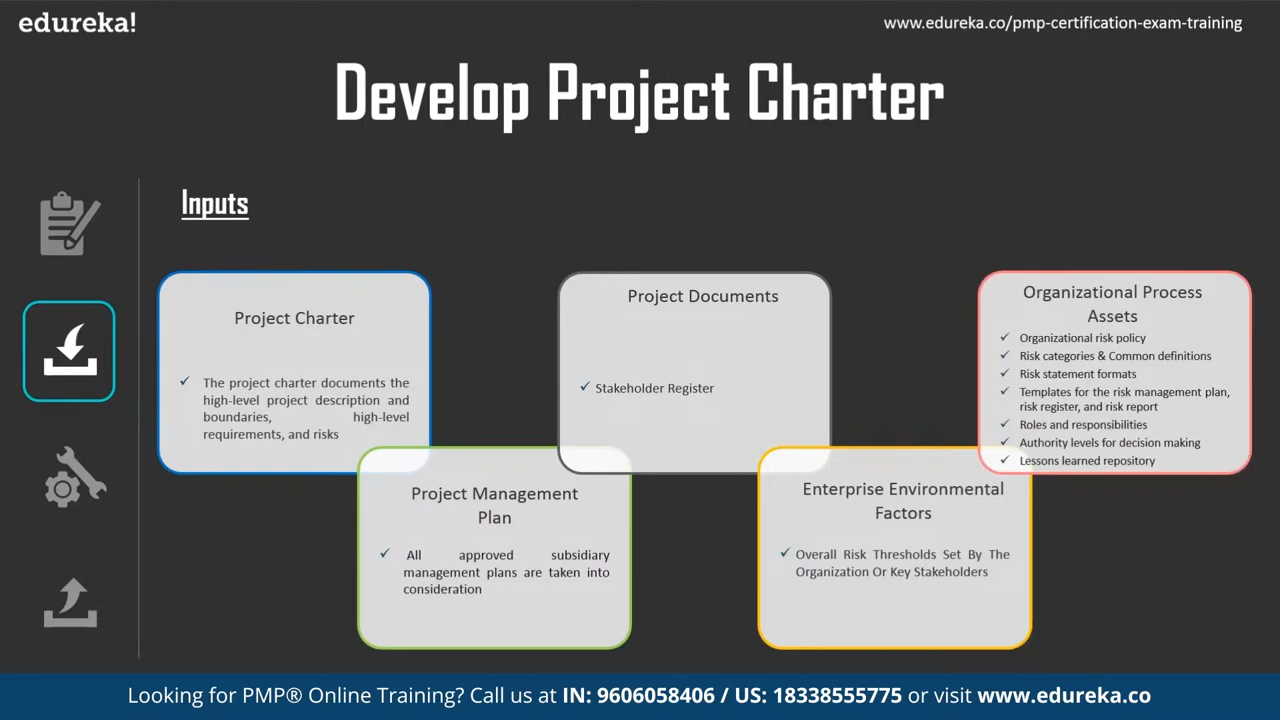 edureka!
www.edureka.co/pmp-certification-exam-training
Develop Project Charter
Inputs
Project Charter
✓ The project charter documents the
high-level project description and
boundaries, high-level
requirements, and risks
Project Management
Plan
✓ All approved subsidiary
management plans are taken into
consideration
Project Documents
✓ Stakeholder Register
Enterprise Environmental
Factors
✓ Overall Risk Thresholds Set By The
Organization Or Key Stakeholders
Organizational Process
Assets
✓ Organizational risk policy
✓ Risk categories & Common definitions
✓ Risk statement formats
✓ Templates for the risk management plan,
risk register, and risk report
✓ Roles and responsibilities
✓ Authority levels for decision making
✓ Lessons learned repository
Looking for PMP® Online Training? Call us at IN: 9606058406 / US: 18338555775 or visit www.edureka.co